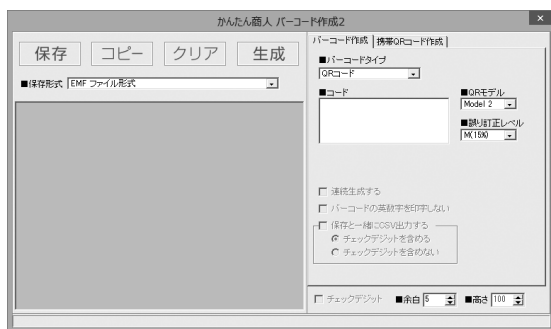 かんたん商人 バーコード作成2
×
保存 コピー クリア 生成
■保存形式 EMF ファイル形式
バーコード作成 携帯QRコード作成
■バーコードタイプ
QRコード
■コード
■QRモデル
Model 2
■誤り訂正レベル
M(15%)
連続生成する
バーコードの英数字を印字しない
保存と一緒にCSV出力する
チェックデジットを含める
チェックデジットを含めない
チェックデジット ■余白 5 ■高さ 100